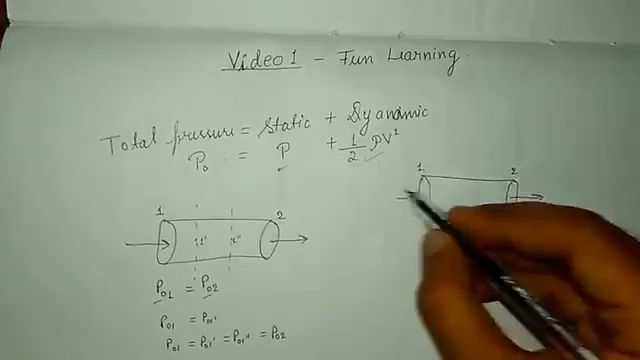 Video 1 - Fun Learning
Total pressure = Static + Dyanamic
P₀ = P + 1/2 ρV²
1 2
1 2
1' 1"
P₀₁ = P₀₂
P₀₁ = P₀₁'
P₀₁ = P₀₁' = P₀₁" = P₀₂